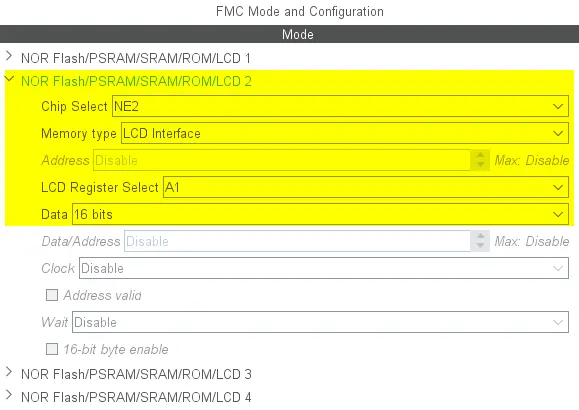 FMC Mode and Configuration
Mode
NOR Flash/PSRAM/SRAM/ROM/LCD 1
NOR Flash/PSRAM/SRAM/ROM/LCD 2
Chip Select NE2
Memory type LCD Interface
Address Disable Max: Disable
LCD Register Select A1
Data 16 bits
Data/Address Disable Max: Disable
Clock Disable
Address valid
Wait Disable
16-bit byte enable
NOR Flash/PSRAM/SRAM/ROM/LCD 3
NOR Flash/PSRAM/SRAM/ROM/LCD 4